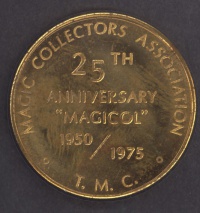 MAGIC COLLECTORS ASSOCIATION
25TH
ANNIVERSARY
"MAGICOL"
1950/1975
T. M. C.